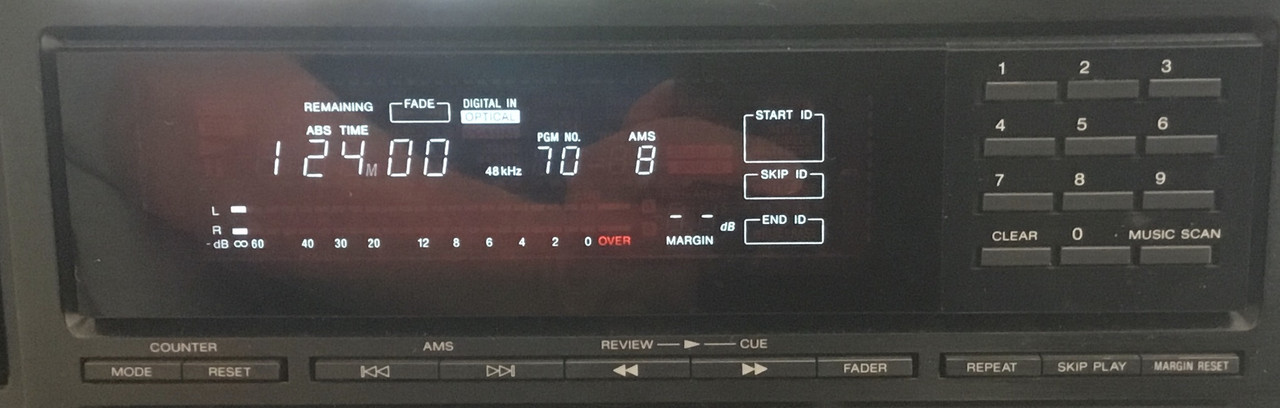 REMAINING FADE DIGITAL IN
OPTICAL
ABS TIME PGM NO. AMS
124M00 48kHz 70 8
START ID
SKIP ID
END ID
L
R
-dB ∞ 60 40 30 20 12 8 6 4 2 0 OVER
-- dB
MARGIN
1 2 3
4 5 6
7 8 9
CLEAR 0 MUSIC SCAN
COUNTER AMS REVIEW CUE
MODE RESET FADER REPEAT SKIP PLAY MARGIN RESET